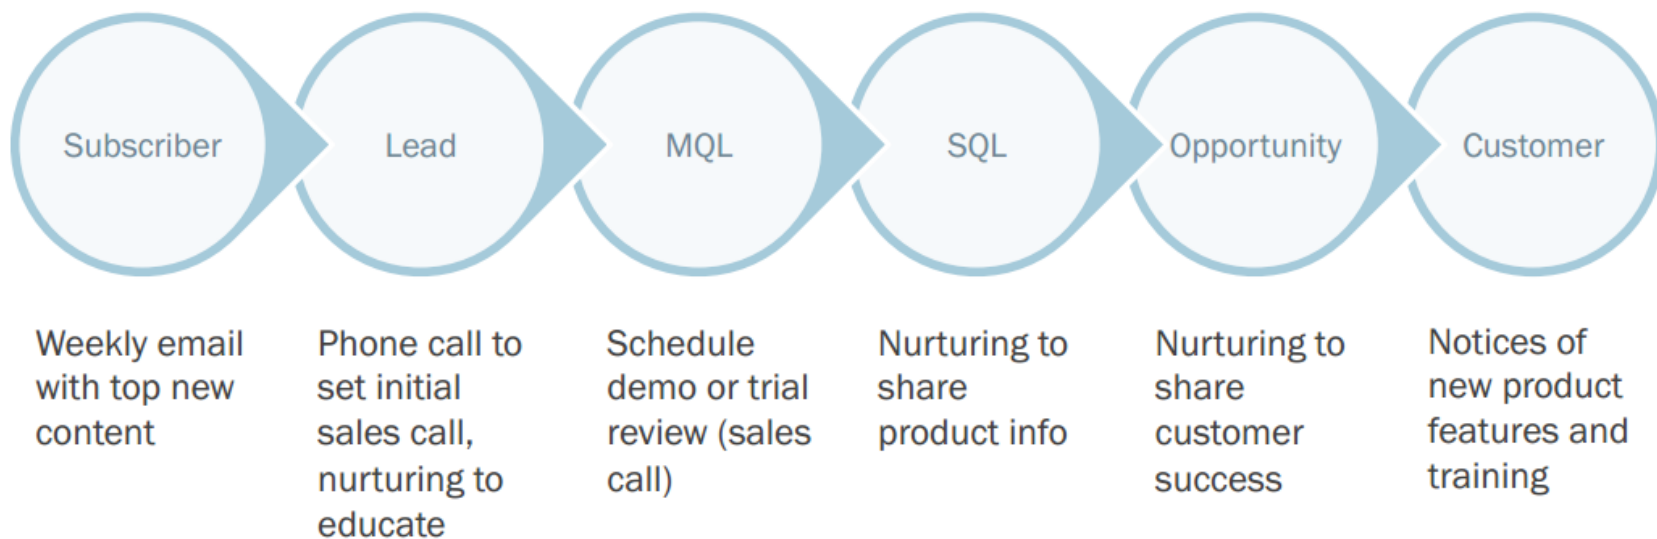 Subscriber
Lead
MQL
SQL
Opportunity
Customer
Weekly email
with top new
content
Phone call to
set initial
sales call,
nurturing to
educate
Schedule
demo or trial
review (sales
call)
Nurturing to
share
product info
Nurturing to
share
customer
success
Notices of
new product
features and
training